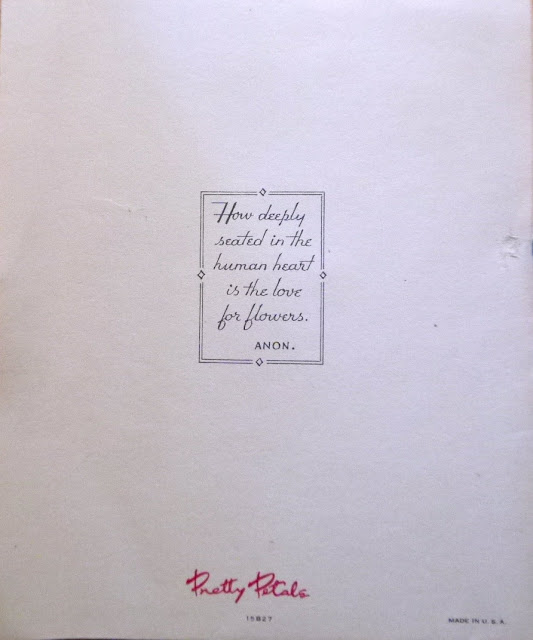 How deeply
seated in the
human heart
is the love
for flowers.
ANON.
Pretty Petals
15827
MADE IN U. S. A.